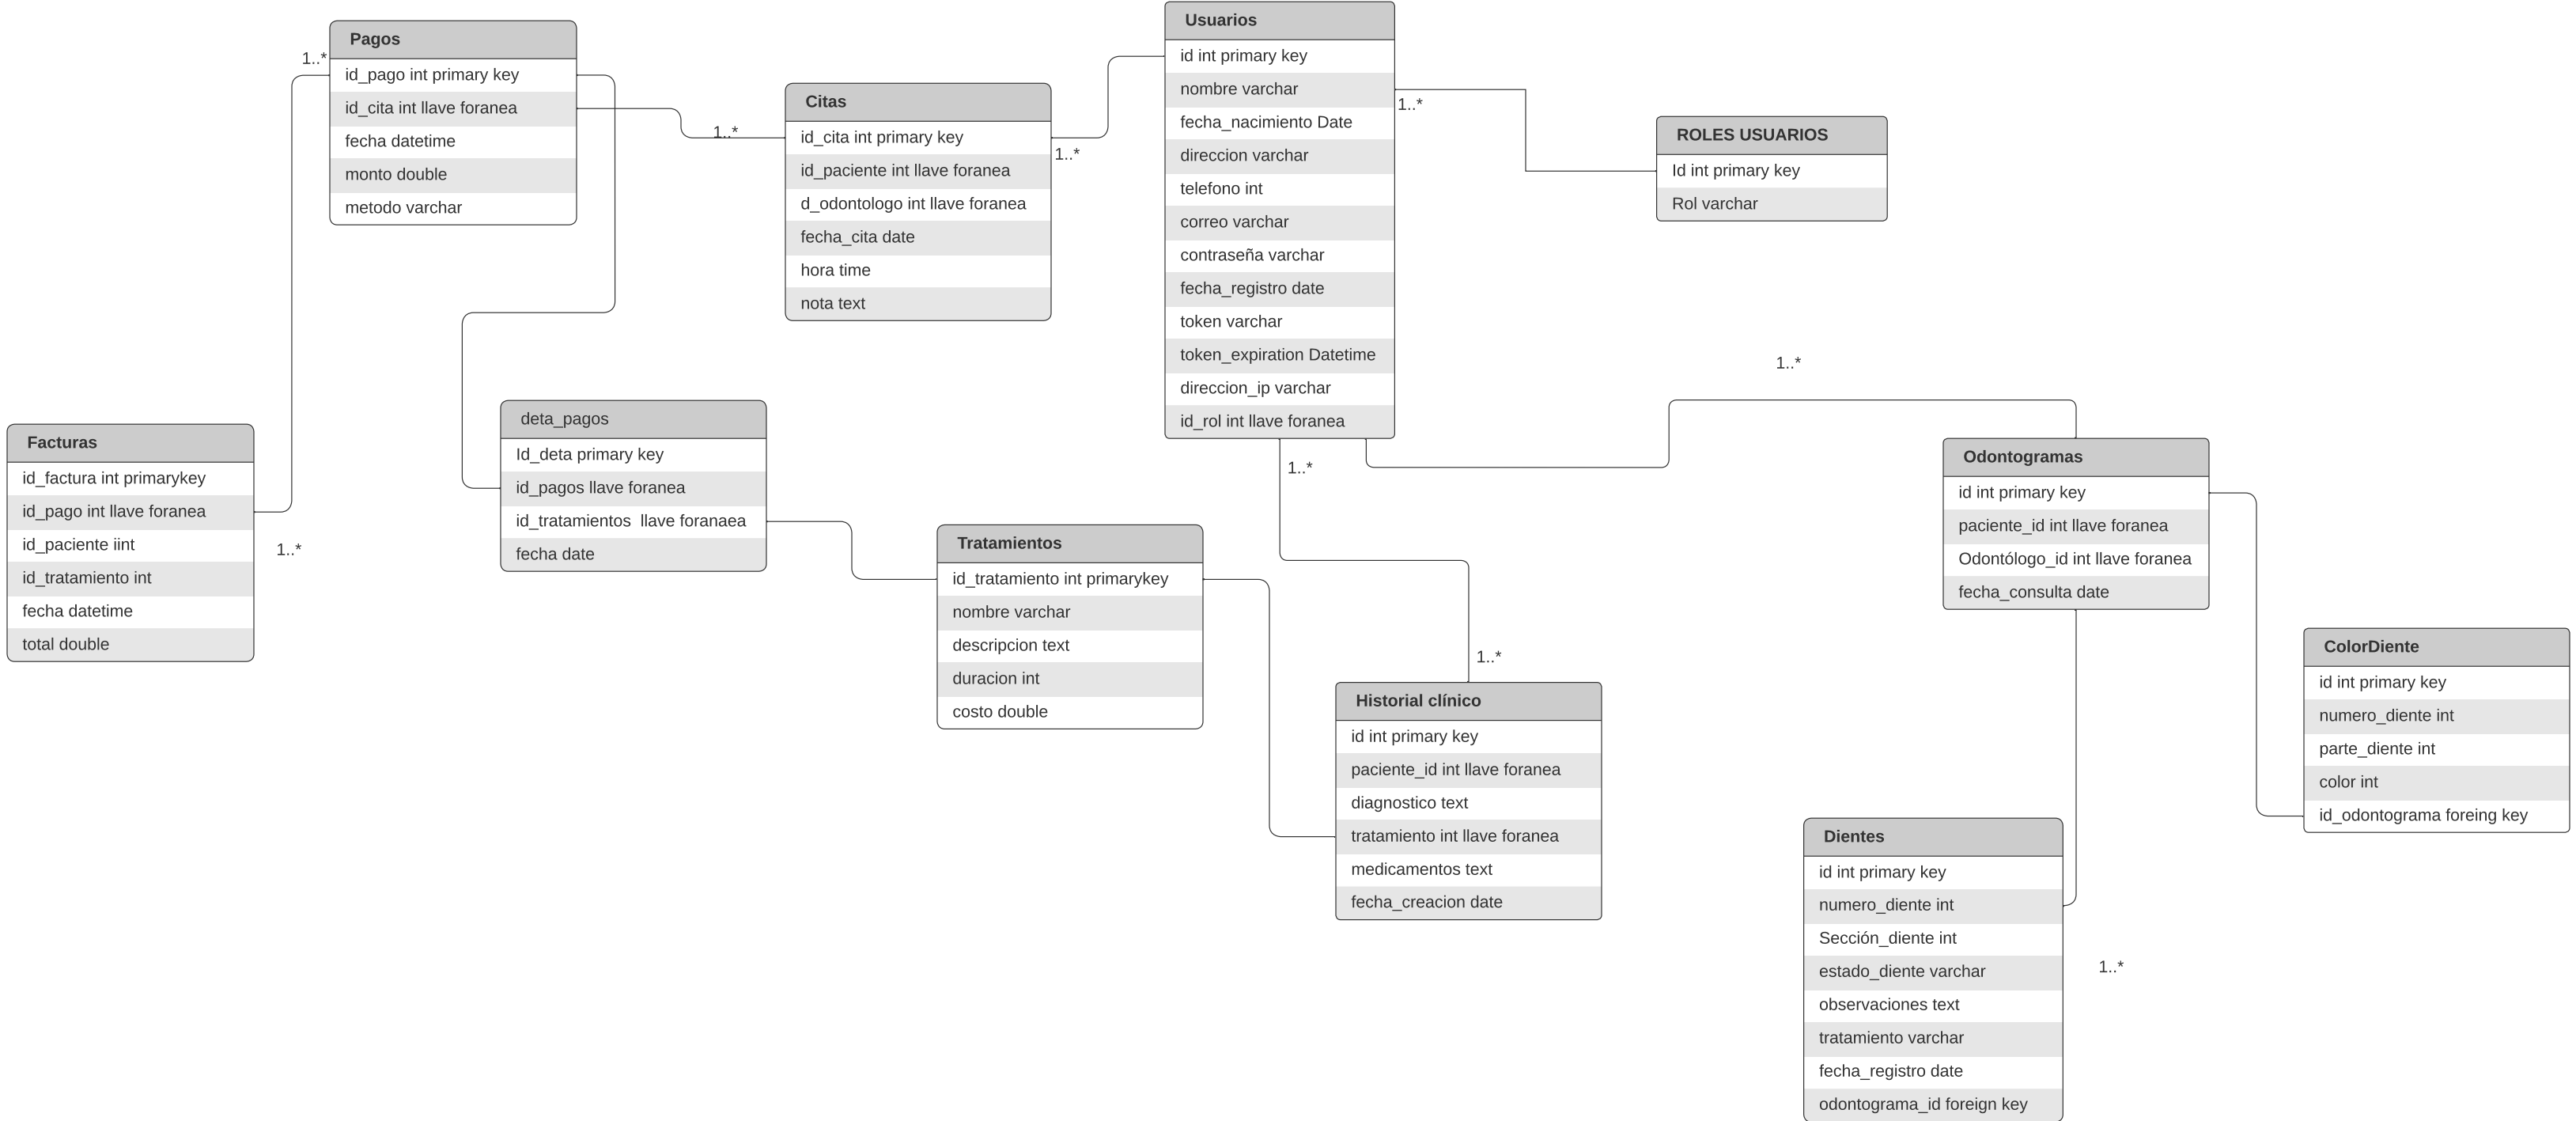 Pagos
id_pago int primary key
id_cita int llave foranea
fecha datetime
monto double
metodo varchar
1..*
Citas
id_cita int primary key
id_paciente int llave foranea
d_odontologo int llave foranea
fecha_cita date
hora time
nota text
1..*
1..*
Usuarios
id int primary key
nombre varchar
fecha_nacimiento Date
direccion varchar
telefono int
correo varchar
contraseña varchar
fecha_registro date
token varchar
token_expiration Datetime
direccion_ip varchar
id_rol int llave foranea
1..*
1..*
ROLES USUARIOS
Id int primary key
Rol varchar
1..*
Facturas
id_factura int primarykey
id_pago int llave foranea
id_paciente iint
id_tratamiento int
fecha datetime
total double
1..*
deta_pagos
Id_deta primary key
id_pagos llave foranea
id_tratamientos  llave foranaea
fecha date
Tratamientos
id_tratamiento int primarykey
nombre varchar
descripcion text
duracion int
costo double
1..*
Historial clínico
id int primary key
paciente_id int llave foranea
diagnostico text
tratamiento int llave foranea
medicamentos text
fecha_creacion date
Odontogramas
id int primary key
paciente_id int llave foranea
Odontólogo_id int llave foranea
fecha_consulta date
ColorDiente
id int primary key
numero_diente int
parte_diente int
color int
id_odontograma foreing key
Dientes
id int primary key
numero_diente int
Sección_diente int
estado_diente varchar
observaciones text
tratamiento varchar
fecha_registro date
odontograma_id foreign key
1..*